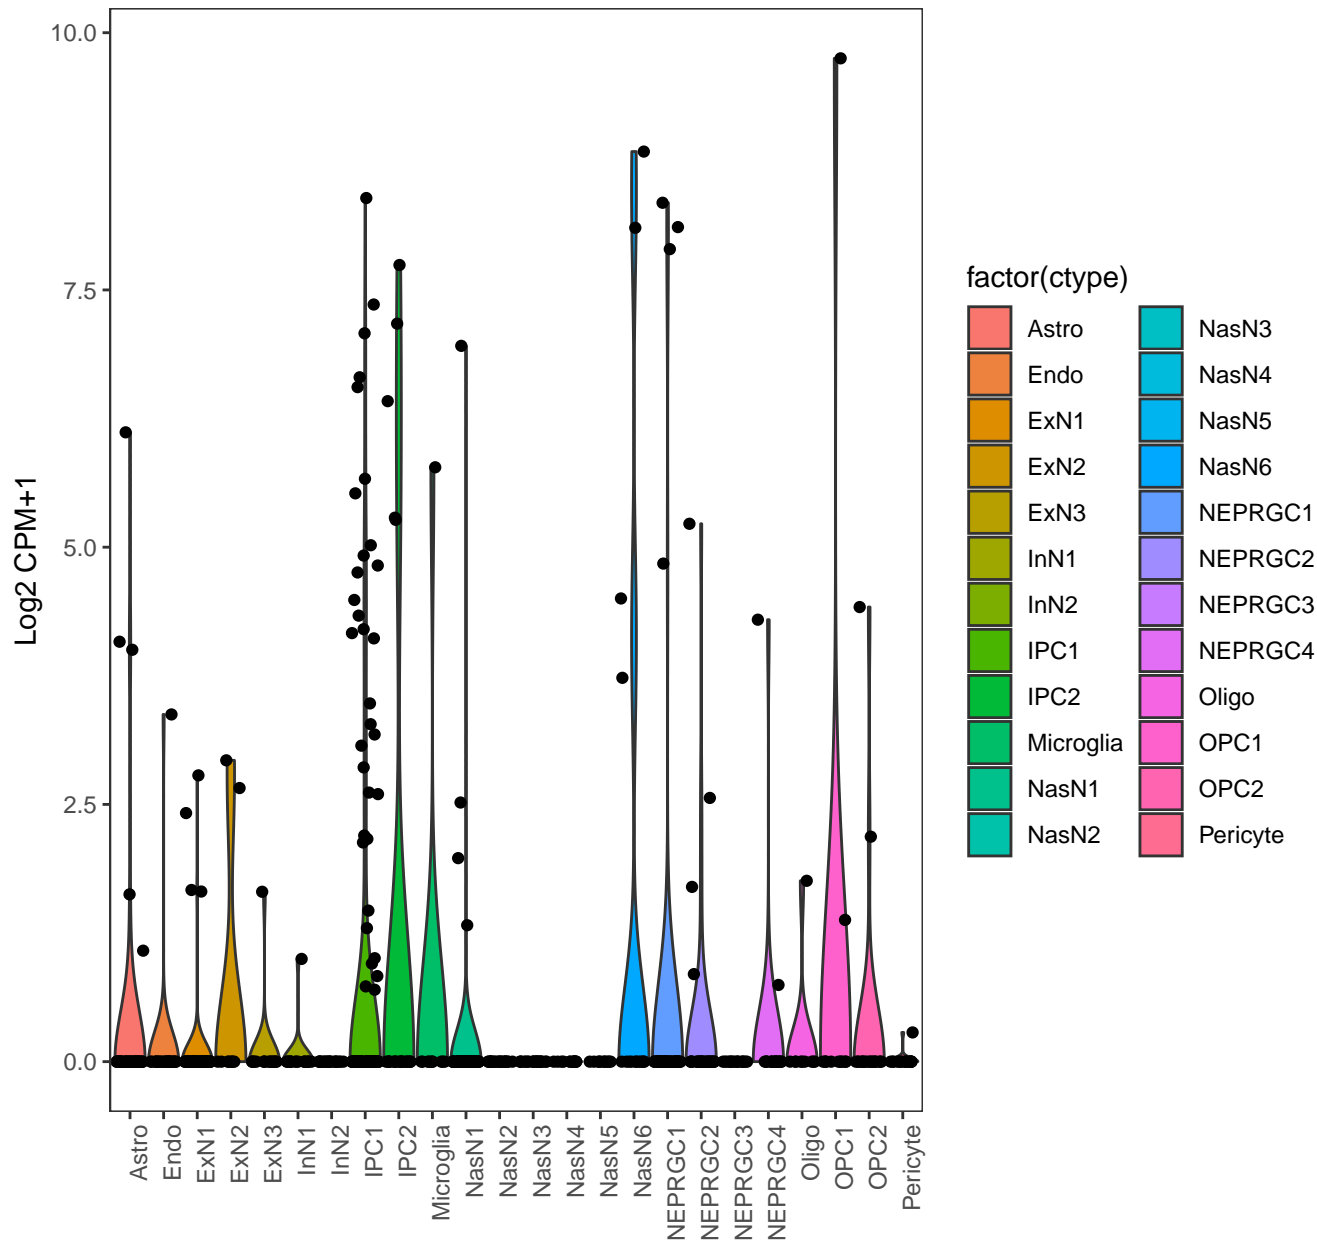 10.0
7.5
5.0
2.5
0.0
Log2 CPM+1
Astro
Endo
ExN1
ExN2
ExN3
InN1
InN2
IPC1
IPC2
Microglia
NasN1
NasN2
NasN3
NasN4
NasN5
NasN6
NEPRGC1
NEPRGC2
NEPRGC3
NEPRGC4
Oligo
OPC1
OPC2
Pericyte
factor(ctype)
Astro
Endo
ExN1
ExN2
ExN3
InN1
InN2
IPC1
IPC2
Microglia
NasN1
NasN2
NasN3
NasN4
NasN5
NasN6
NEPRGC1
NEPRGC2
NEPRGC3
NEPRGC4
Oligo
OPC1
OPC2
Pericyte